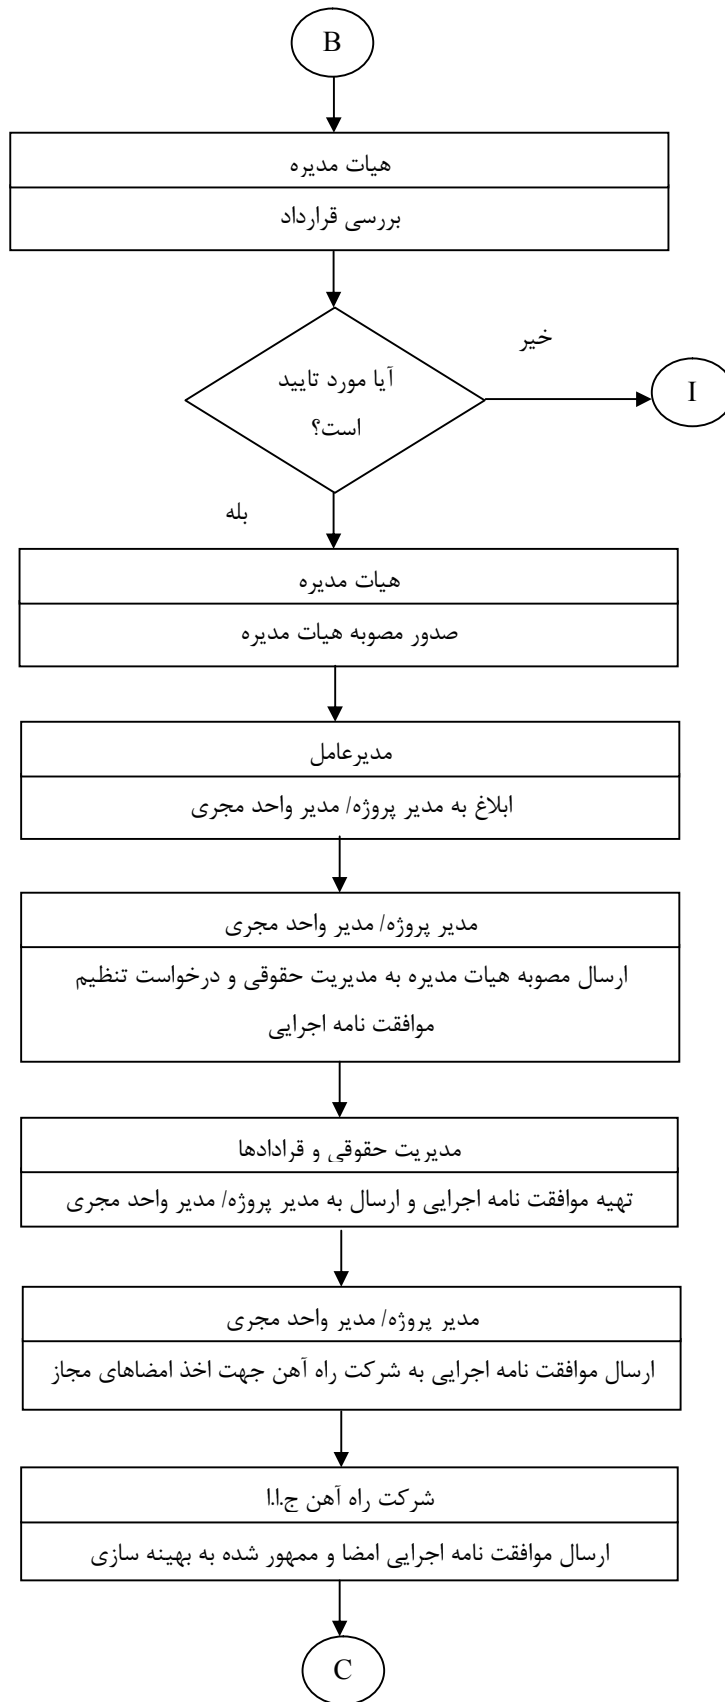 B
هیات مدیره
بررسی قرارداد
خیر
آیا مورد تایید
I
است؟
بله
هیات مدیره
صدور مصوبه هیات مدیره
مدیرعامل
ابلاغ به مدیر پروژه/ مدیر واحد مجری
مدیر پروژه/ مدیر واحد مجری
ارسال مصوبه هیات مدیره به مدیریت حقوقی و درخواست تنظیم
موافقت نامه اجرایی
مدیریت حقوقی و قرادادها
تهیه موافقت نامه اجرایی و ارسال به مدیر پروژه/ مدیر واحد مجری
مدیر پروژه/ مدیر واحد مجری
ارسال موافقت نامه اجرایی به شرکت راه آهن جهت اخذ امضاهای مجاز
شرکت راه آهن ج.ا.ا
ارسال موافقت نامه اجرایی امضا و ممهور شده به بهینه سازی
C